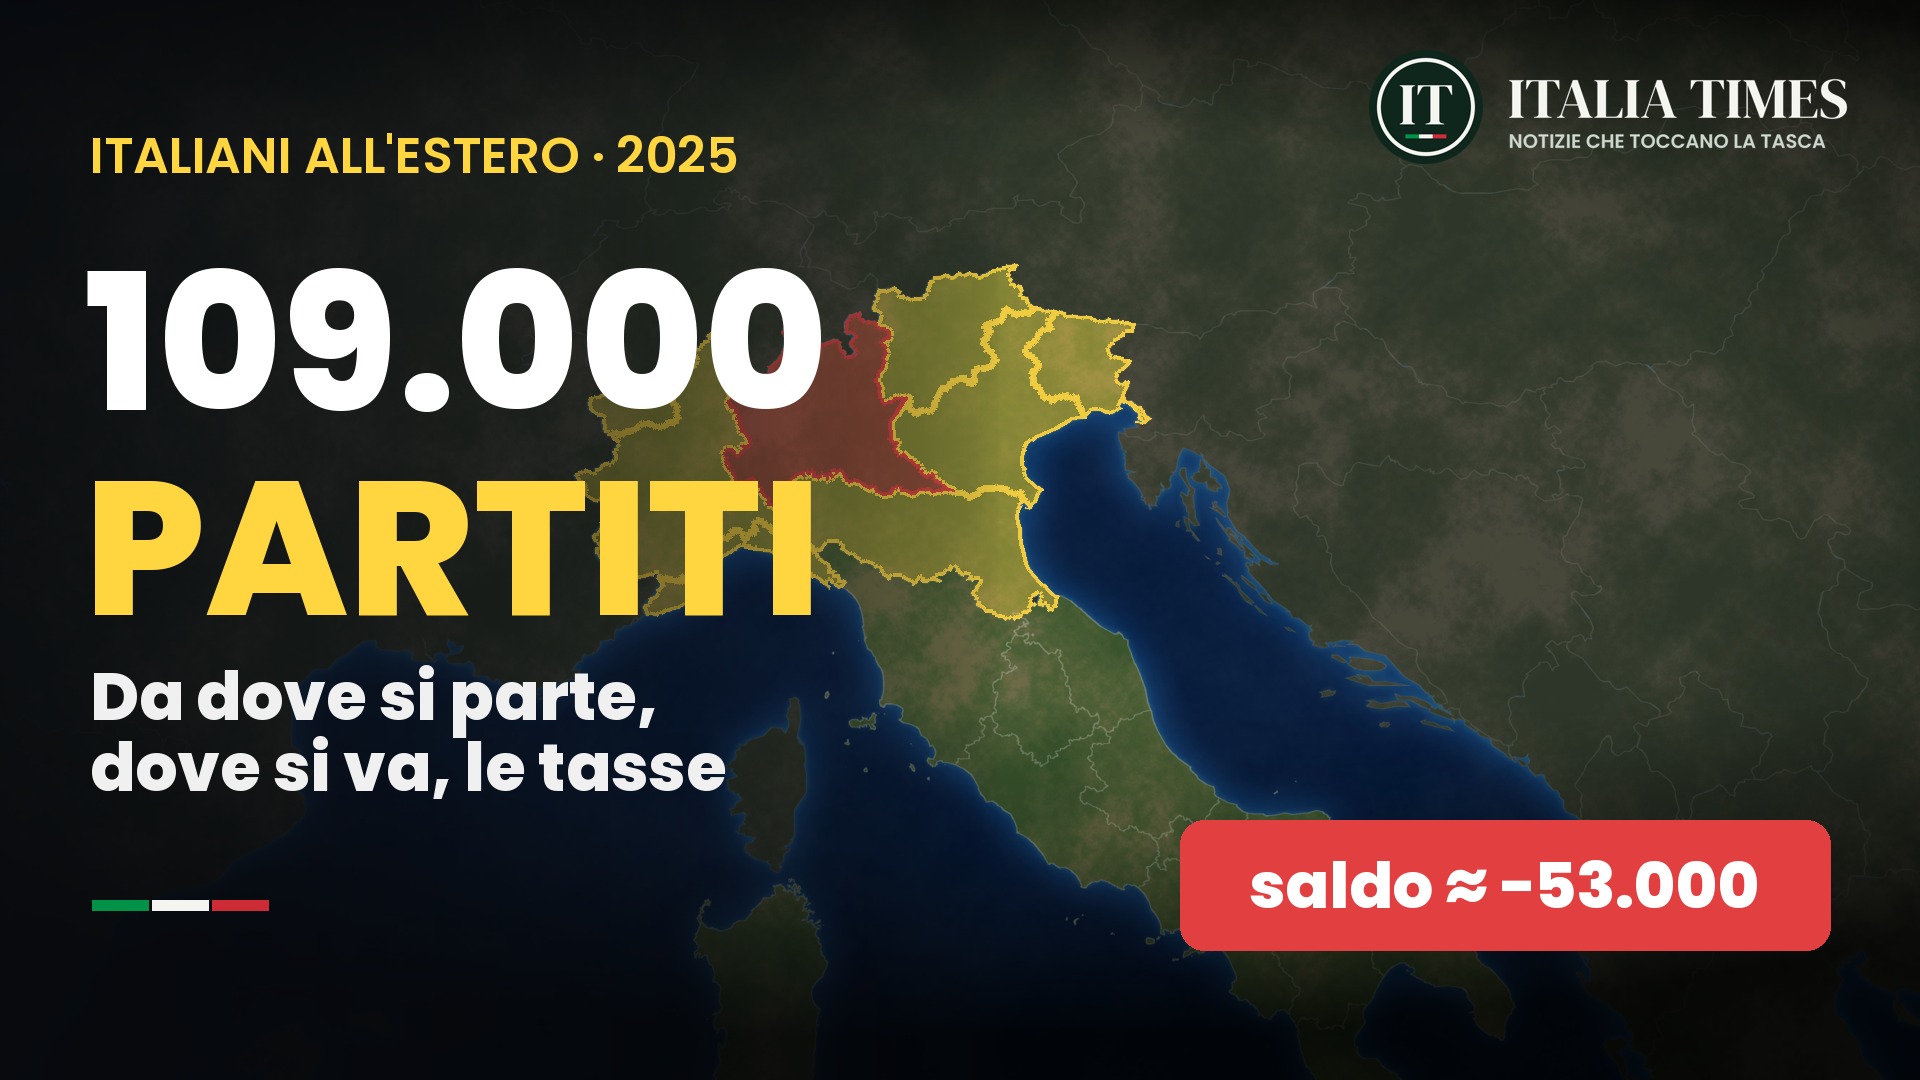 IT
ITALIA TIMES
NOTIZIE CHE TOCCANO LA TASCA
ITALIANI ALL'ESTERO · 2025
109.000
PARTITI
Da dove si parte,
dove si va, le tasse
saldo ≈ −53.000